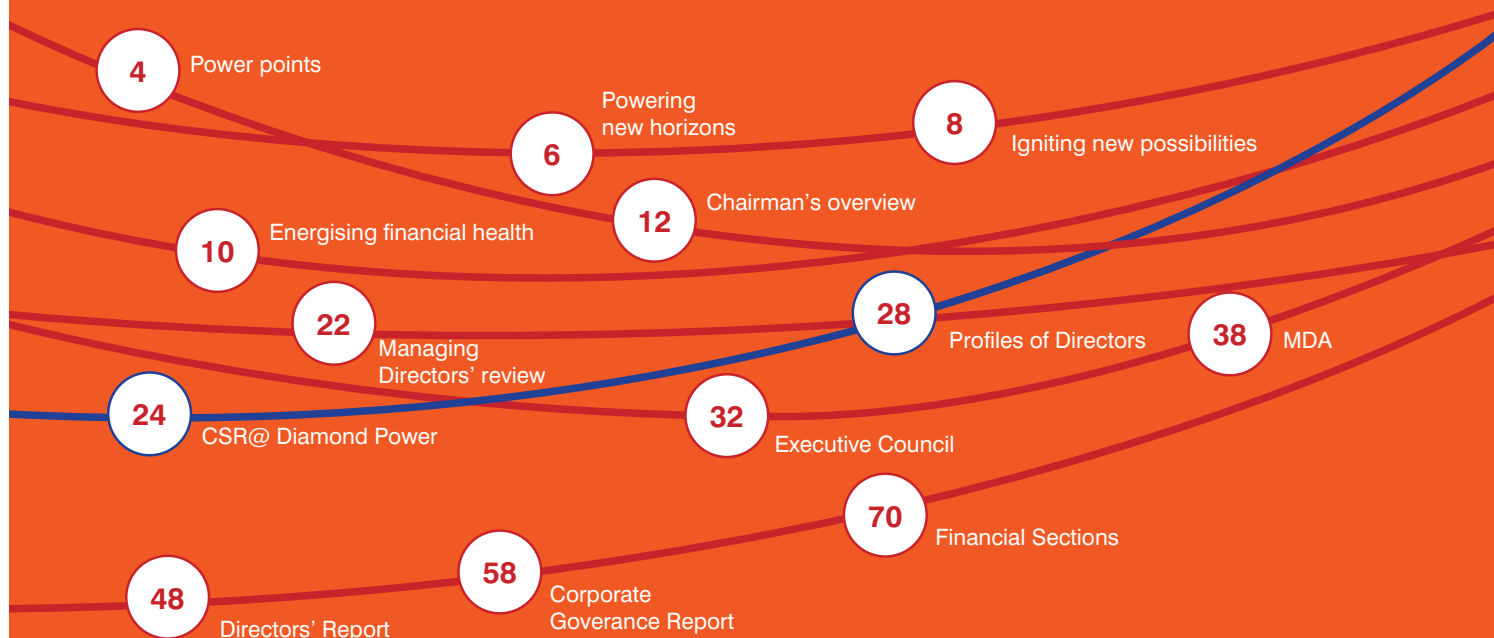 4
Power points
6
Powering
new horizons
8
Igniting new possibilities
10
Energising financial health
12
Chairman's overview
22
Managing
Directors' review
24
CSR@ Diamond Power
28
Profiles of Directors
32
Executive Council
38
MDA
48
Directors' Report
58
Corporate
Goverance Report
70
Financial Sections